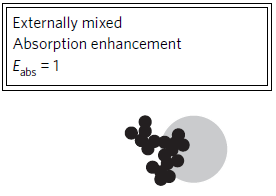 Externally mixed
Absorption enhancement
E_abs = 1